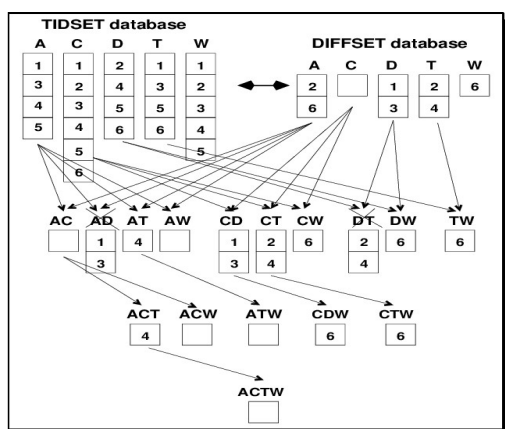 TIDSET database
DIFFSET database
A C D T W
A C D T W
1 1 2 1 1
2 1 2 6
3 2 4 3 2
6 3 4
4 3 5 5 3
5 4 6 6 4
5 5
6
AC AD AT AW CD CT CW DT DW TW
1 4 1 2 6 2 6 6
3 3 4 4
ACT ACW ATW CDW CTW
4 6 6
ACTW